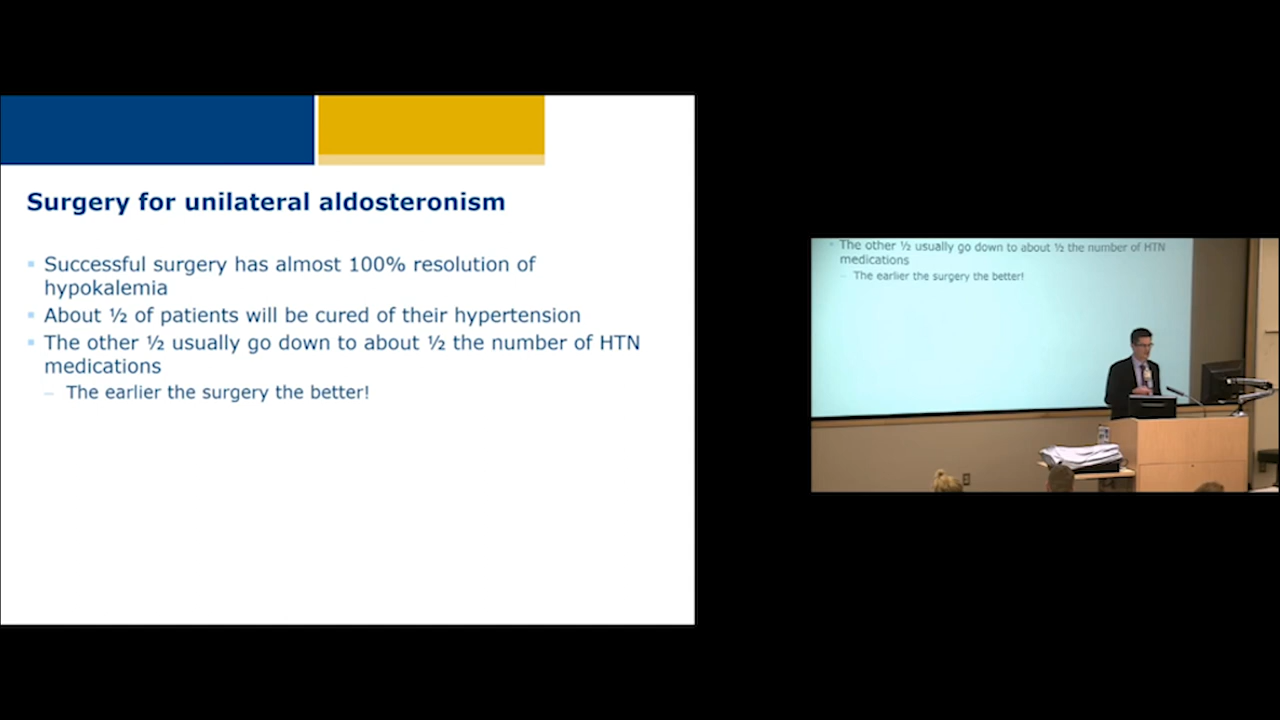 Surgery for unilateral aldosteronism
Successful surgery has almost 100% resolution of
hypokalemia
About ½ of patients will be cured of their hypertension
The other ½ usually go down to about ½ the number of HTN
medications
– The earlier the surgery the better!
The other ½ usually go down to about ½ the number of HTN
medications
– The earlier the surgery the better!